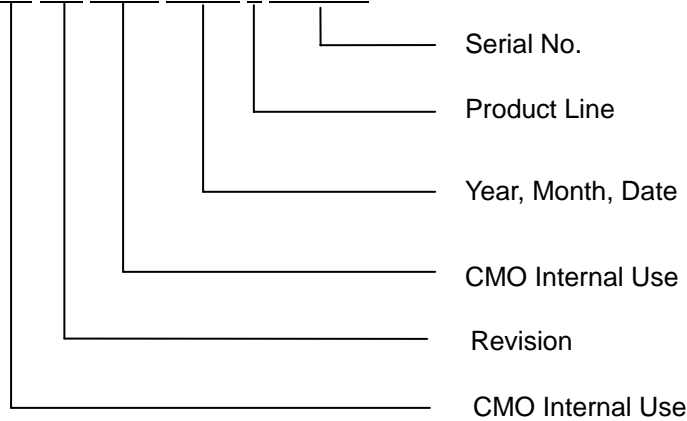 Serial No.
Product Line
Year, Month, Date
CMO Internal Use
Revision
CMO Internal Use